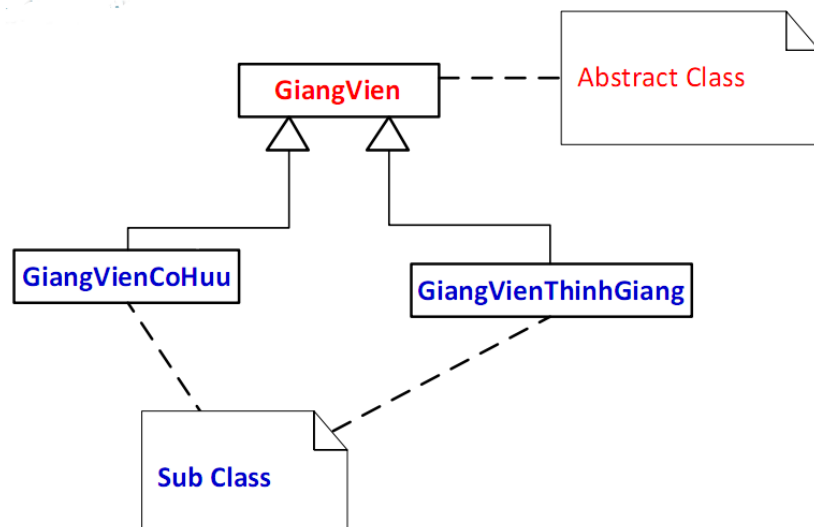 GiangVien
Abstract Class
GiangVienCoHuu
GiangVienThinhGiang
Sub Class